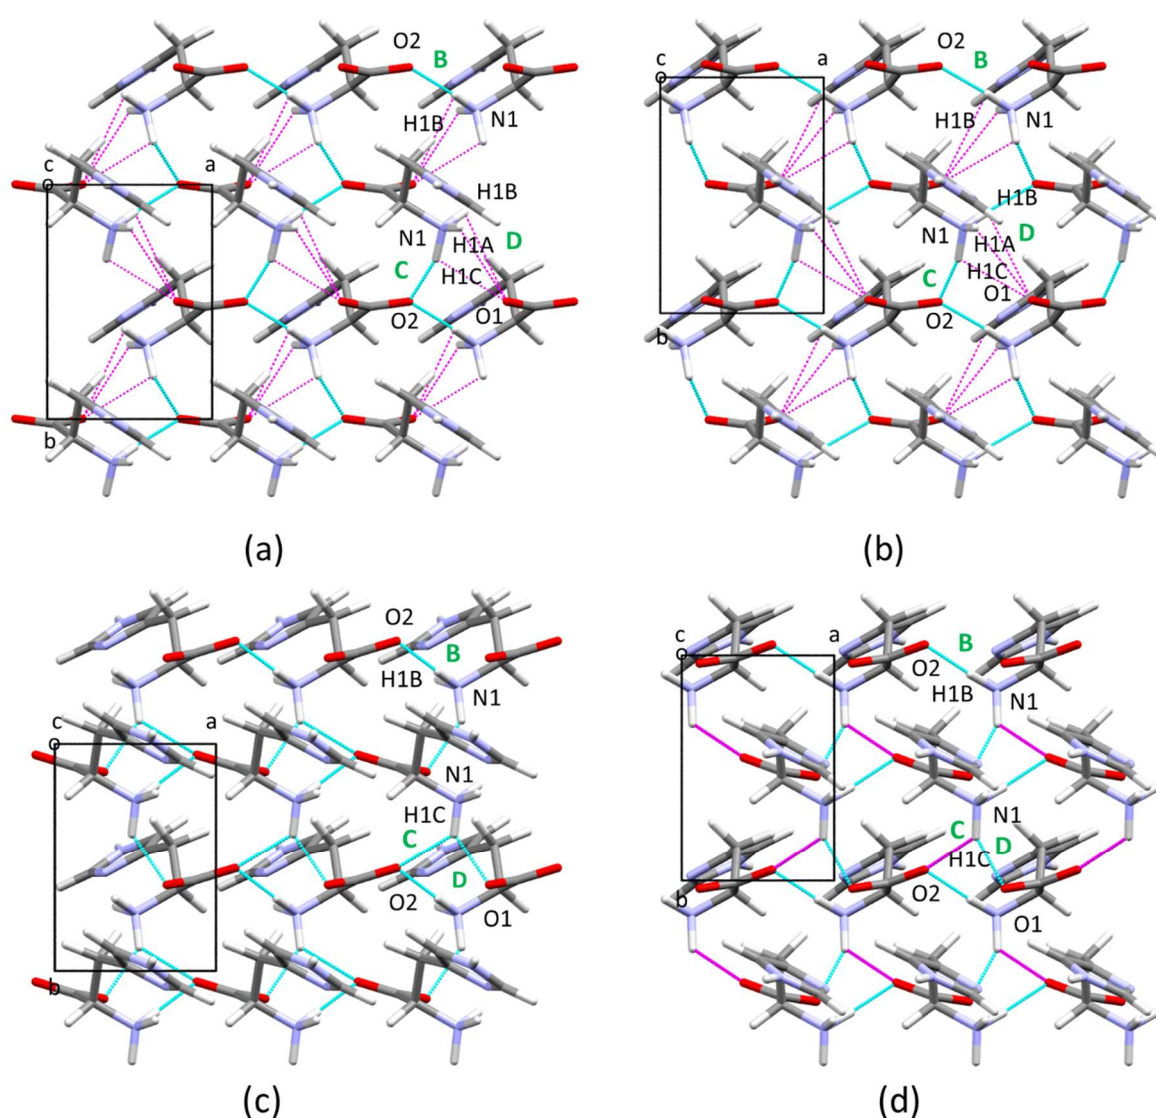 O2 B
H1B N1
c
o
a
H1B
N1 H1A D
C H1C
O2 O1
b
(a)
c
o
a
O2 B
H1B N1
H1B
N1 H1A D
C H1C
O2 O1
b
(b)
O2
B
H1B N1
c
o
a
N1
H1C
C
D
O2 O1
b
(c)
c
o
a
B
O2
H1B N1
N1
C D
H1C
O2
b
O1
(d)